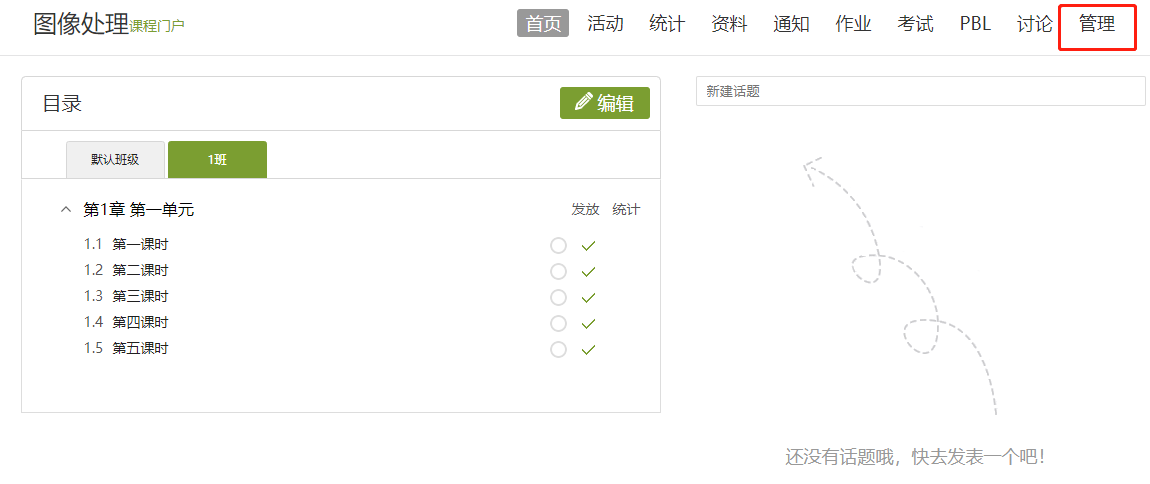 图像处理课程门户 首页 活动 统计 资料 通知 作业 考试 PBL 讨论 管理
目录 编辑
新建话题
默认班级 1班
第1章 第一单元 发放 统计
1.1 第一课时
1.2 第二课时
1.3 第三课时
1.4 第四课时
1.5 第五课时
还没有话题哦，快去发表一个吧！